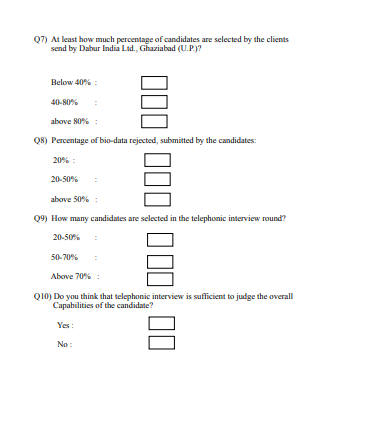 Q7) At least how much percentage of candidates are selected by the clients
send by Dabur India Ltd., Ghaziabad (U.P.)?
Below 40% :
40-80% :
above 80% :
Q8) Percentage of bio-data rejected, submitted by the candidates:
20% :
20-50% :
above 50% :
Q9) How many candidates are selected in the telephonic interview round?
20-50% :
50-70% :
Above 70% :
Q10) Do you think that telephonic interview is sufficient to judge the overall
Capabilities of the candidate?
Yes :
No :